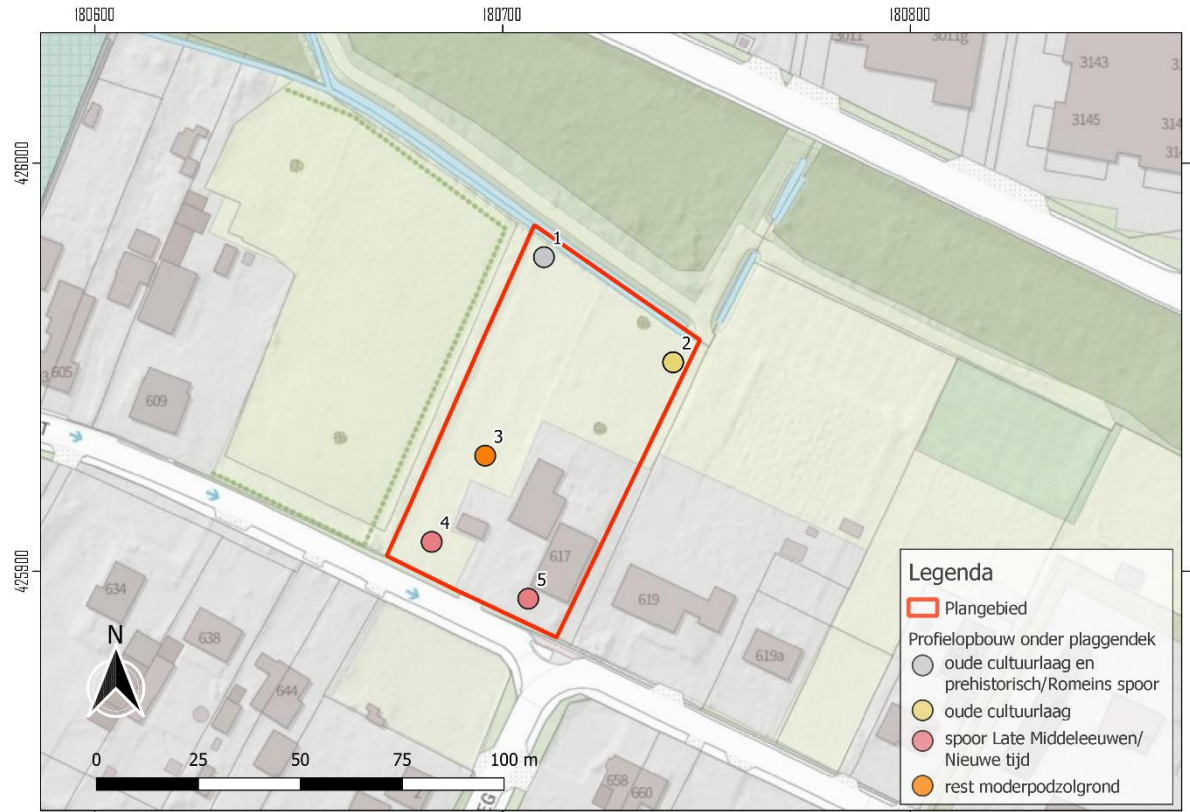 180600
180700
180800
3011
3011g
3143
3145
426000
1
2
3
4
5
605
609
617
619
619a
425900
634
638
644
658
660
N
0 25 50 75 100 m
Legenda
Plangebied
Profielopbouw onder plaggendek
oude cultuurlaag en
prehistorisch/Romeins spoor
oude cultuurlaag
spoor Late Middeleeuwen/
Nieuwe tijd
rest moderpodzolgrond